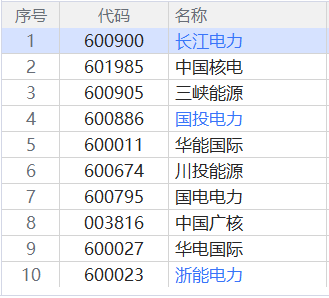 序号 代码 名称
1 600900 长江电力
2 601985 中国核电
3 600905 三峡能源
4 600886 国投电力
5 600011 华能国际
6 600674 川投能源
7 600795 国电电力
8 003816 中国广核
9 600027 华电国际
10 600023 浙能电力